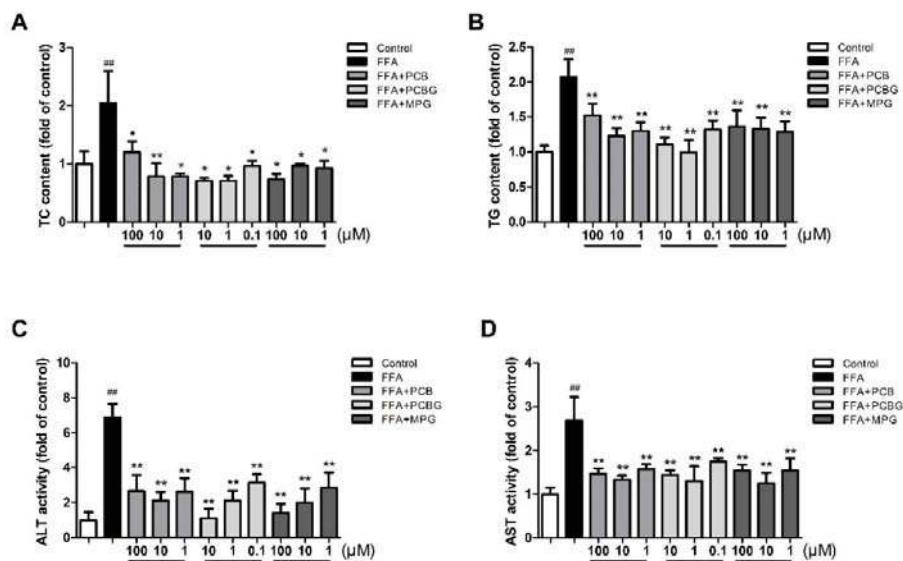 A
TC content (fold of control)
3
2
1
0
##
*
**
*
*
*
*
*
*
*
100 10 1 10 1 0.1 100 10 1 (μM)
Control
FFA
FFA+PCB
FFA+PCBG
FFA+MPG
B
TG content (fold of control)
2.5
2.0
1.5
1.0
0.5
0.0
##
**
**
**
**
**
**
**
**
**
100 10 1 10 1 0.1 100 10 1 (μM)
Control
FFA
FFA+PCB
FFA+PCBG
FFA+MPG
C
ALT activity (fold of control)
10
8
6
4
2
0
##
**
**
**
**
**
**
**
**
**
100 10 1 10 1 0.1 100 10 1 (μM)
Control
FFA
FFA+PCB
FFA+PCBG
FFA+MPG
D
AST activity (fold of control)
4
3
2
1
0
##
**
**
**
**
**
**
**
**
**
100 10 1 10 1 0.1 100 10 1 (μM)
Control
FFA
FFA+PCB
FFA+PCBG
FFA+MPG